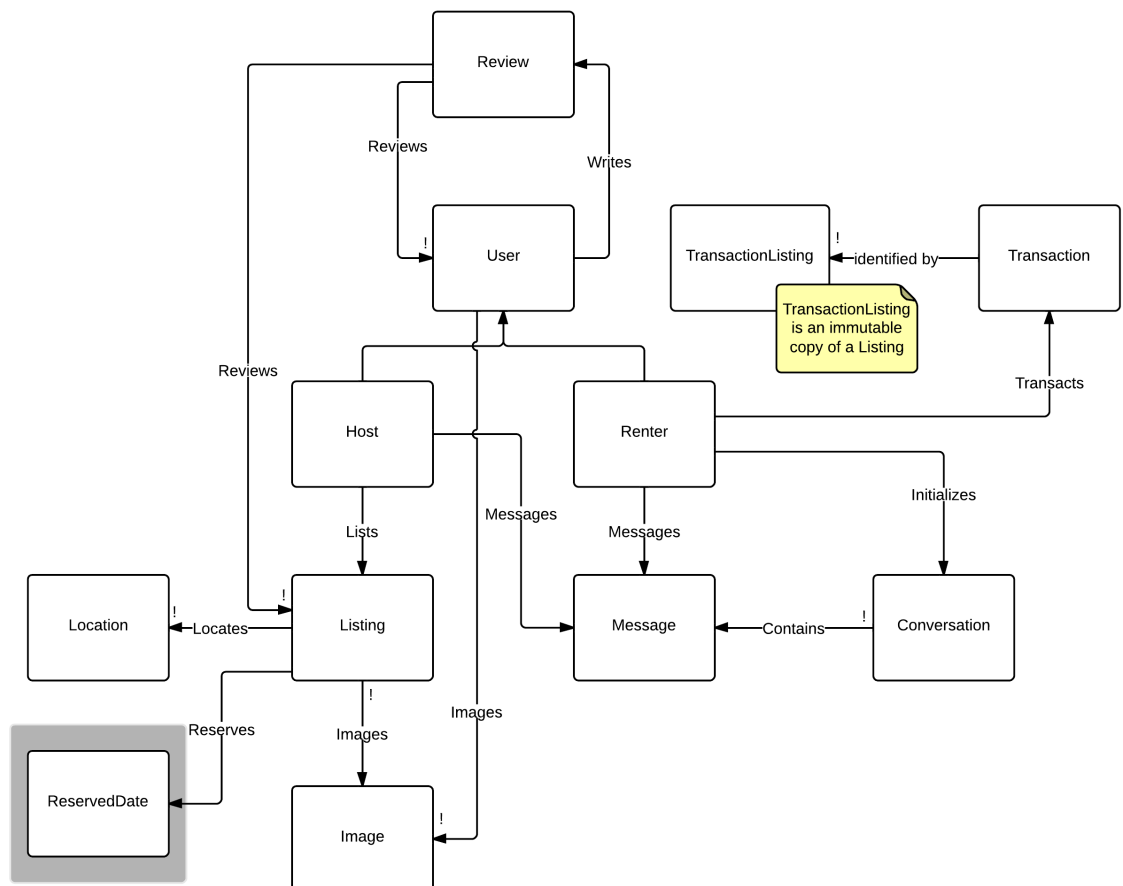 Review
Reviews
Writes
!
User
TransactionListing
!
identified by
Transaction
TransactionListing
is an immutable
copy of a Listing
Reviews
Transacts
Host
Renter
Initializes
Messages
Lists
Messages
!
!
!
Location
Locates
Listing
Message
Contains
Conversation
!
Images
Reserves
Images
ReservedDate
!
Image